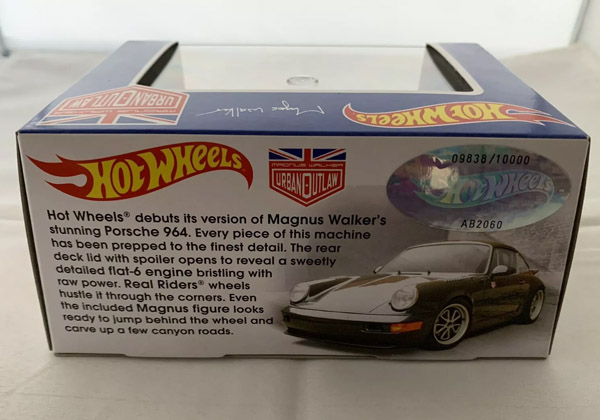 URBAN OUTLAW
Magnus Walker
HOT WHEELS
HOT WHEELS
MAGNUS WALKER
URBAN OUTLAW
09838/10000
HOT WHEELS
AB2060
Hot Wheels® debuts its version of Magnus Walker's
stunning Porsche 964. Every piece of this machine
has been prepped to the finest detail. The rear
deck lid with spoiler opens to reveal a sweetly
detailed flat-6 engine bristling with
raw power. Real Riders® wheels
hustle it through the corners. Even
the included Magnus figure looks
ready to jump behind the wheel and
carve up a few canyon roads.